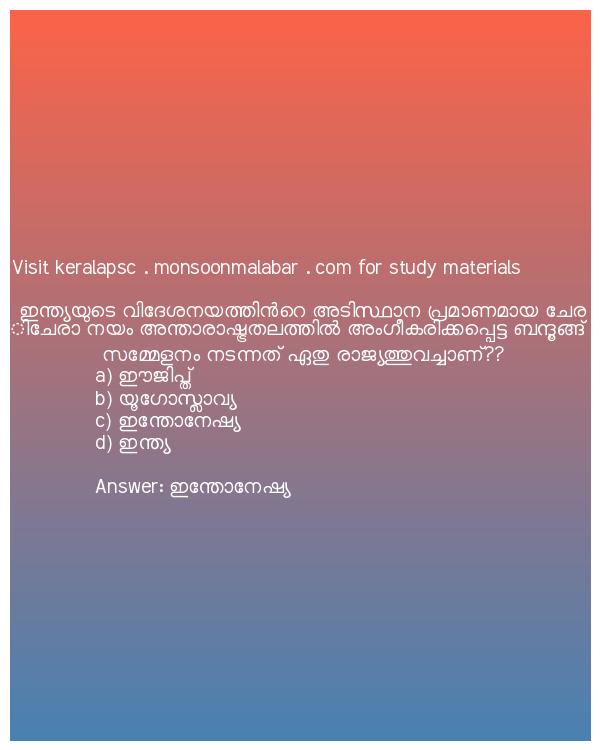 Visit keralapsc . monsoonmalabar . com for study materials
ഇന്ത്യയുടെ വിദേശനയത്തിൻറെ അടിസ്ഥാന പ്രമാണമായ ചേര
ിചേരാ നയം അന്താരാഷ്ട്രതലത്തിൽ അംഗീകരിക്കപ്പെട്ട ബന്ദൂങ്ങ്
സമ്മേളനം നടന്നത് ഏതു രാജ്യത്തുവച്ചാണ്??
a) ഈജിപ്ത്
b) യൂഗോസ്ലാവ്യ
c) ഇന്തോനേഷ്യ
d) ഇന്ത്യ
Answer: ഇന്തോനേഷ്യ